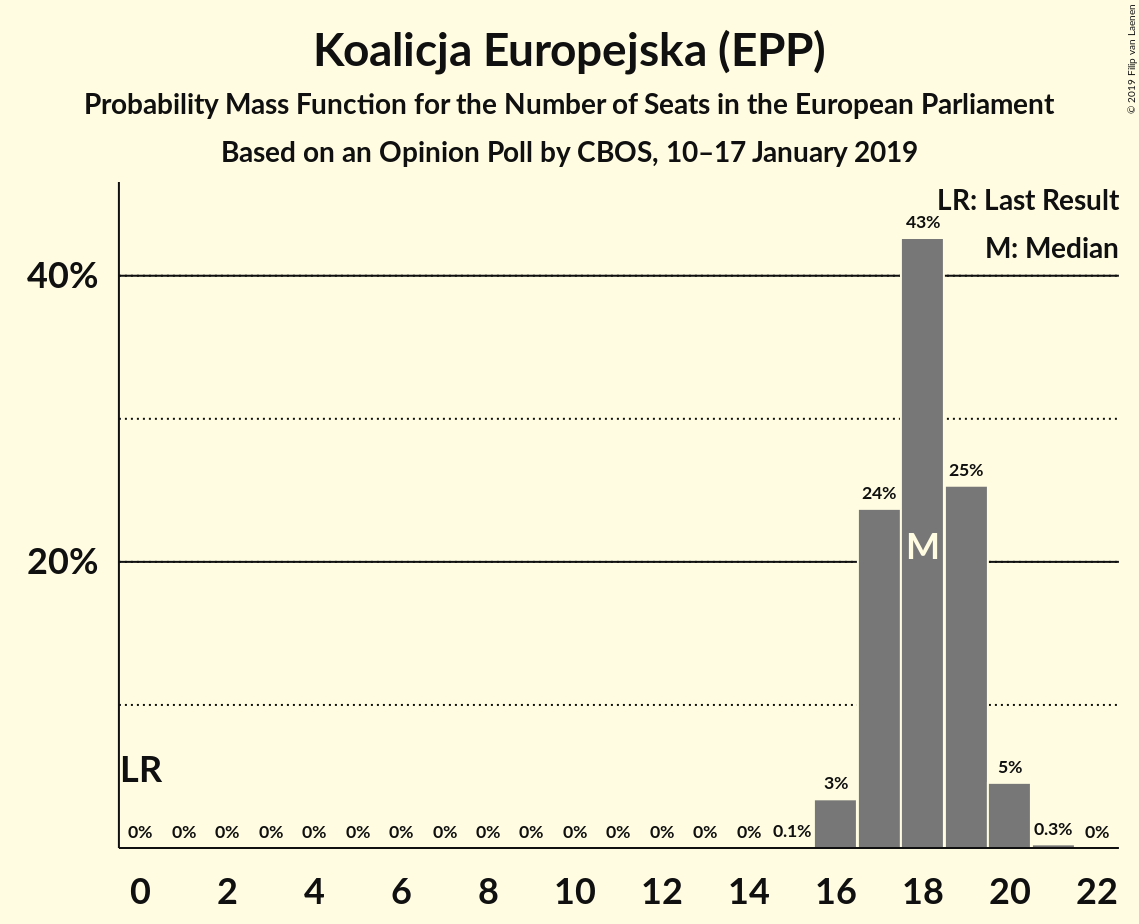 Koalicja Europejska (EPP)
Probability Mass Function for the Number of Seats in the European Parliament
Based on an Opinion Poll by CBOS, 10–17 January 2019
© 2019 Filip van Laenen
LR: Last Result
M: Median
43%
40%
25%
24%
M
20%
LR
5%
3%
0% 0% 0% 0% 0% 0% 0% 0% 0% 0% 0% 0% 0% 0% 0% 0.1% 0.3% 0%
0 2 4 6 8 10 12 14 16 18 20 22